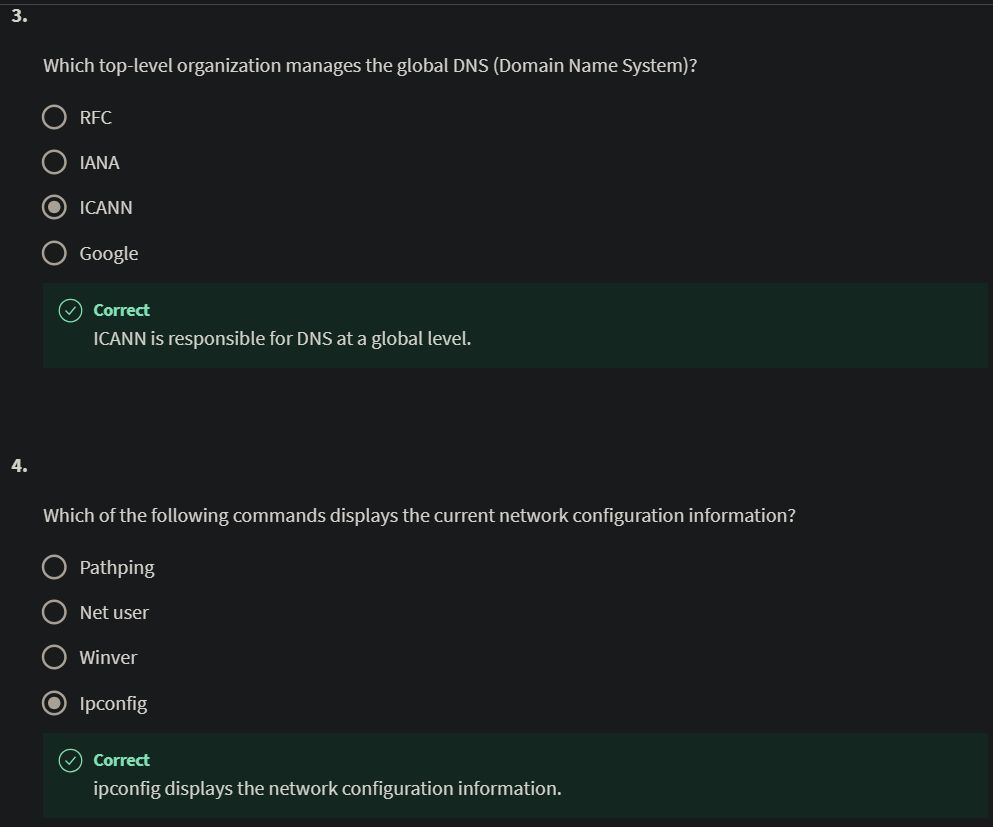 3.
Which top-level organization manages the global DNS (Domain Name System)?
RFC
IANA
ICANN
Google
Correct
ICANN is responsible for DNS at a global level.
4.
Which of the following commands displays the current network configuration information?
Pathping
Net user
Winver
Ipconfig
Correct
ipconfig displays the network configuration information.